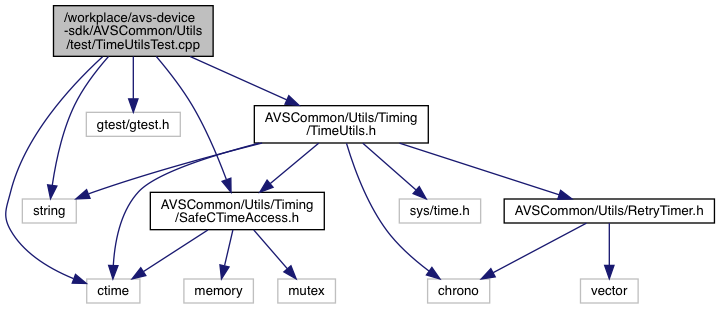 /workplace/avs-device
-sdk/AVSCommon/Utils
/test/TimeUtilsTest.cpp
gtest/gtest.h
AVSCommon/Utils/Timing
/TimeUtils.h
string
AVSCommon/Utils/Timing
/SafeCTimeAccess.h
sys/time.h
AVSCommon/Utils/RetryTimer.h
ctime
memory
mutex
chrono
vector